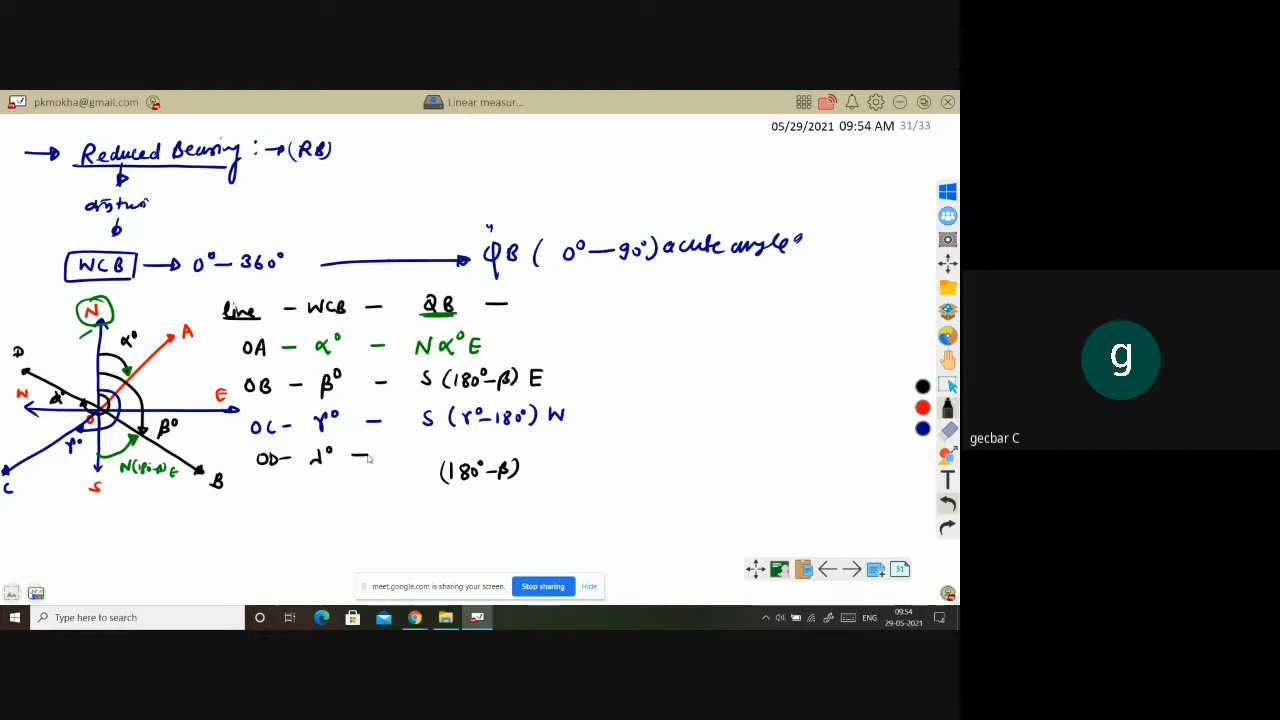 pkmokha@gmail.com
Linear measur...
05/29/2021 09:54 AM 31/33
→ Reduced Bearing : → (RB)
WCB → 0° — 360° → QB ( 0° — 90°) acute angle
line - WCB - QB —
OA - α° - N α° E
OB - β° - S (180° - β) E
OC - γ° - S (γ° - 180°) W
OD - λ° -
(180° - β)
N
α°
A
D
W
E
O
β°
γ°
N(180-β) E
C
S
B
g
gecbar C
T
31
meet.google.com is sharing your screen.
Stop sharing
Hide
Type here to search
ENG
09:54
29-05-2021